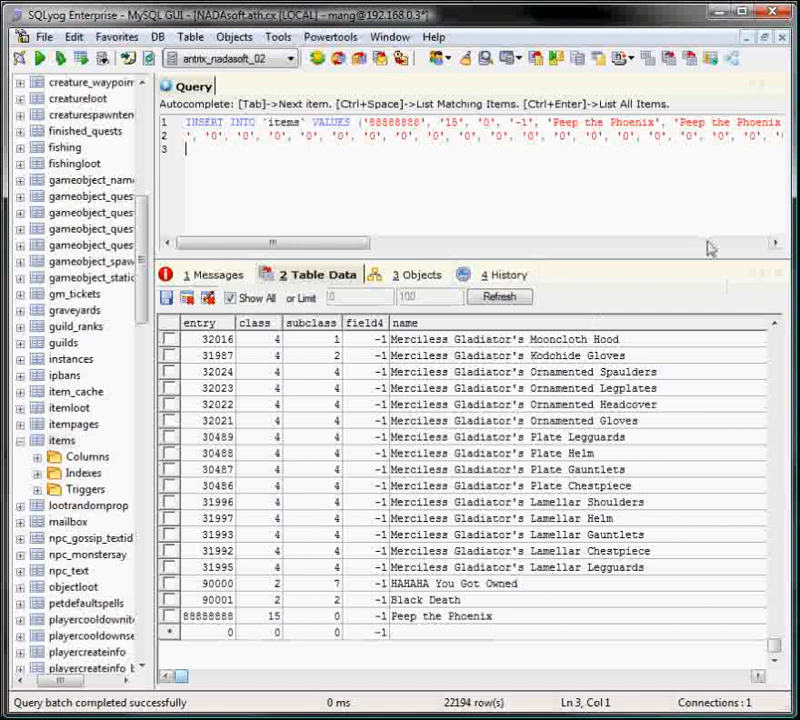 SQLyog Enterprise - MySQL GUI - [NADAsoft.ath.cx [LOCAL] - mang@192.168.0.3*]
File Edit Favorites DB Table Objects Tools Powertools Window Help
antrix_nadasoft_02
creature_waypoin
creatureloot
creaturespawnten
finished_quests
fishing
fishingloot
gameobject_name
gameobject_ques
gameobject_ques
gameobject_ques
gameobject_spaw
gameobject_static
gm_tickets
graveyards
guild_ranks
guilds
instances
ipbans
item_cache
itemloot
itempages
items
Columns
Indexes
Triggers
lootrandomprop
mailbox
npc_gossip_textid
npc_monstersay
npc_text
objectloot
petdefaultspells
playercooldownite
playercooldownse
playercreateinfo
playercreateinfo_b
Query
Autocomplete: [Tab]->Next item. [Ctrl+Space]->List Matching Items. [Ctrl+Enter]->List All Items.
1 INSERT INTO `items` VALUES ('88888888', '15', '0', '-1', 'Peep the Phoenix', 'Peep the Phoenix
2 ', '0', '0', '0', '0', '0', '0', '0', '0', '0', '0', '0', '0', '0', '0', '0', '0', '0', '0',
3
1 Messages 2 Table Data 3 Objects 4 History
Show All or Limit 0 100 Refresh
entry class subclass field4 name
32016 4 1 -1 Merciless Gladiator's Mooncloth Hood
31987 4 2 -1 Merciless Gladiator's Kodohide Gloves
32024 4 4 -1 Merciless Gladiator's Ornamented Spaulders
32023 4 4 -1 Merciless Gladiator's Ornamented Legplates
32022 4 4 -1 Merciless Gladiator's Ornamented Headcover
32021 4 4 -1 Merciless Gladiator's Ornamented Gloves
30489 4 4 -1 Merciless Gladiator's Plate Legguards
30488 4 4 -1 Merciless Gladiator's Plate Helm
30487 4 4 -1 Merciless Gladiator's Plate Gauntlets
30486 4 4 -1 Merciless Gladiator's Plate Chestpiece
31996 4 4 -1 Merciless Gladiator's Lamellar Shoulders
31997 4 4 -1 Merciless Gladiator's Lamellar Helm
31993 4 4 -1 Merciless Gladiator's Lamellar Gauntlets
31992 4 4 -1 Merciless Gladiator's Lamellar Chestpiece
31995 4 4 -1 Merciless Gladiator's Lamellar Legguards
90000 2 7 -1 HAHAHA You Got Owned
90001 2 2 -1 Black Death
88888888 15 0 -1 Peep the Phoenix
* 0 0 -1
Query batch completed successfully 0 ms 22194 row(s) Ln 3, Col 1 Connections : 1